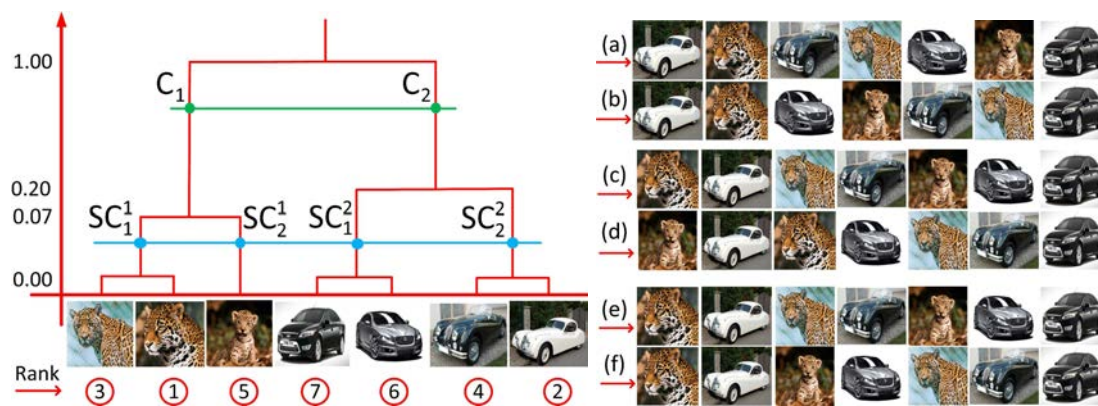 1.00
C1 C2
0.20
0.07
SC₁¹ SC₂¹ SC₁² SC₂²
0.00
Rank
③ ① ⑤ ⑦ ⑥ ④ ②
(a)
(b)
(c)
(d)
(e)
(f)